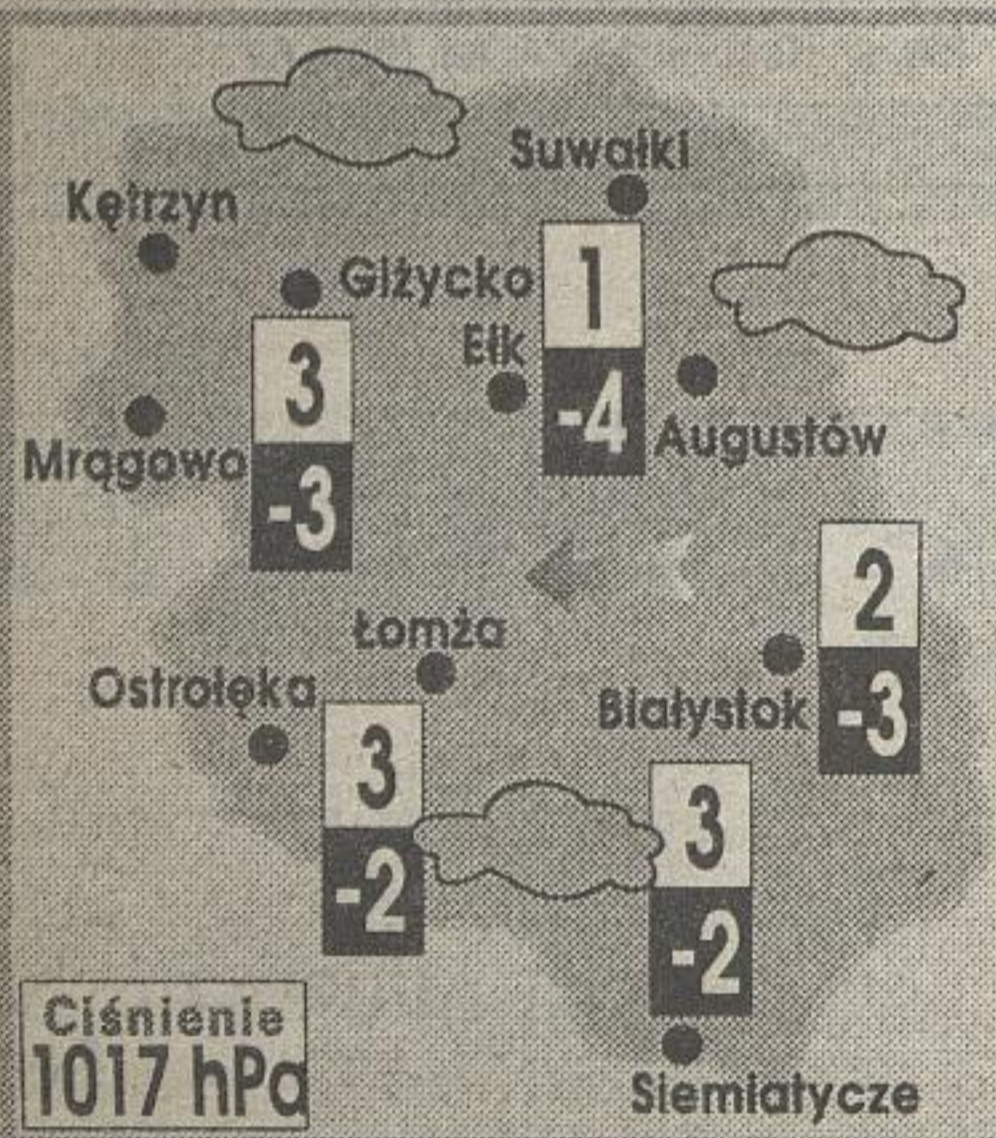 Suwałki
Kętrzyn
Giżycko
1
-4
Ełk
3
-3
Mrągowo
Augustów
2
-3
Łomża
Ostrołęka
Białystok
3
-2
3
-2
Ciśnienie
1017 hPa
Siemiatycze